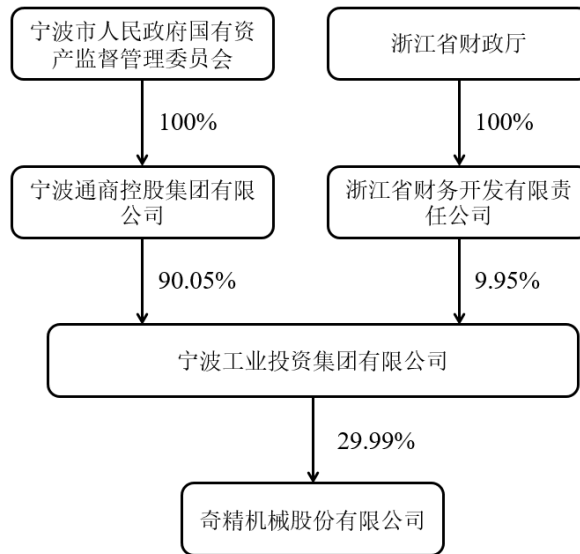 宁波市人民政府国有资
产监督管理委员会
浙江省财政厅
100%
100%
宁波通商控股集团有限
公司
浙江省财务开发有限责
任公司
90.05%
9.95%
宁波工业投资集团有限公司
29.99%
奇精机械股份有限公司